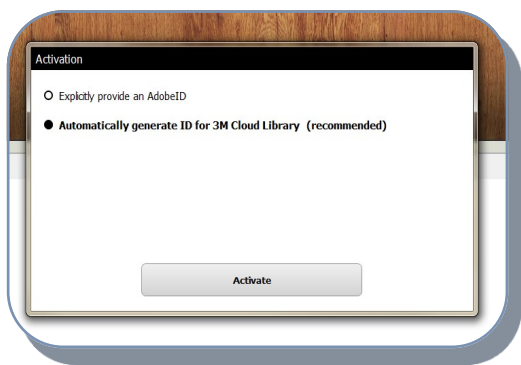 Activation
Explicitly provide an AdobeID
Automatically generate ID for 3M Cloud Library (recommended)
Activate